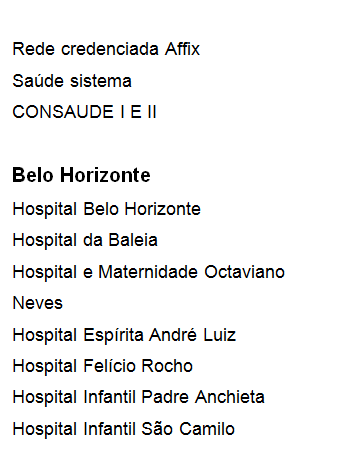 Rede credenciada Affix
Saúde sistema
CONSAUDE I E II
Belo Horizonte
Hospital Belo Horizonte
Hospital da Baleia
Hospital e Maternidade Octaviano
Neves
Hospital Espírita André Luiz
Hospital Felício Rocho
Hospital Infantil Padre Anchieta
Hospital Infantil São Camilo